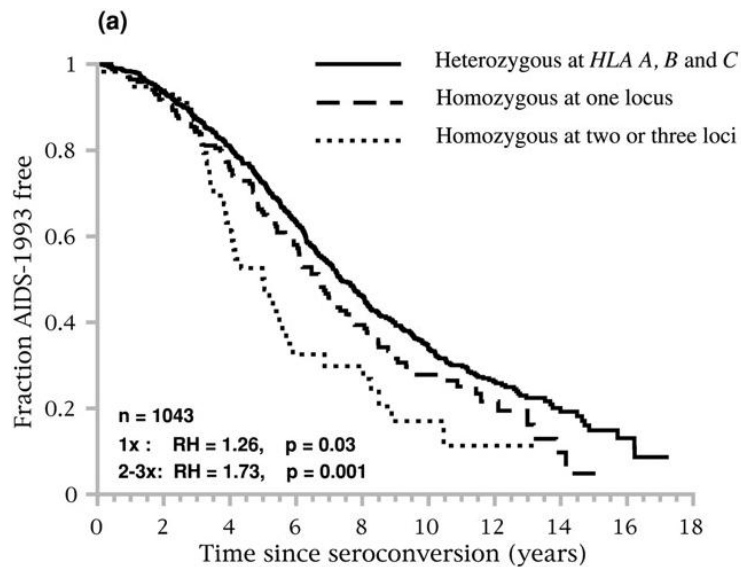 (a)
Heterozygous at HLA A, B and C
Homozygous at one locus
Homozygous at two or three loci
1
0.8
0.6
0.4
0.2
0
Fraction AIDS-1993 free
n = 1043
1x : RH = 1.26, p = 0.03
2-3x: RH = 1.73, p = 0.001
0 2 4 6 8 10 12 14 16 18
Time since seroconversion (years)